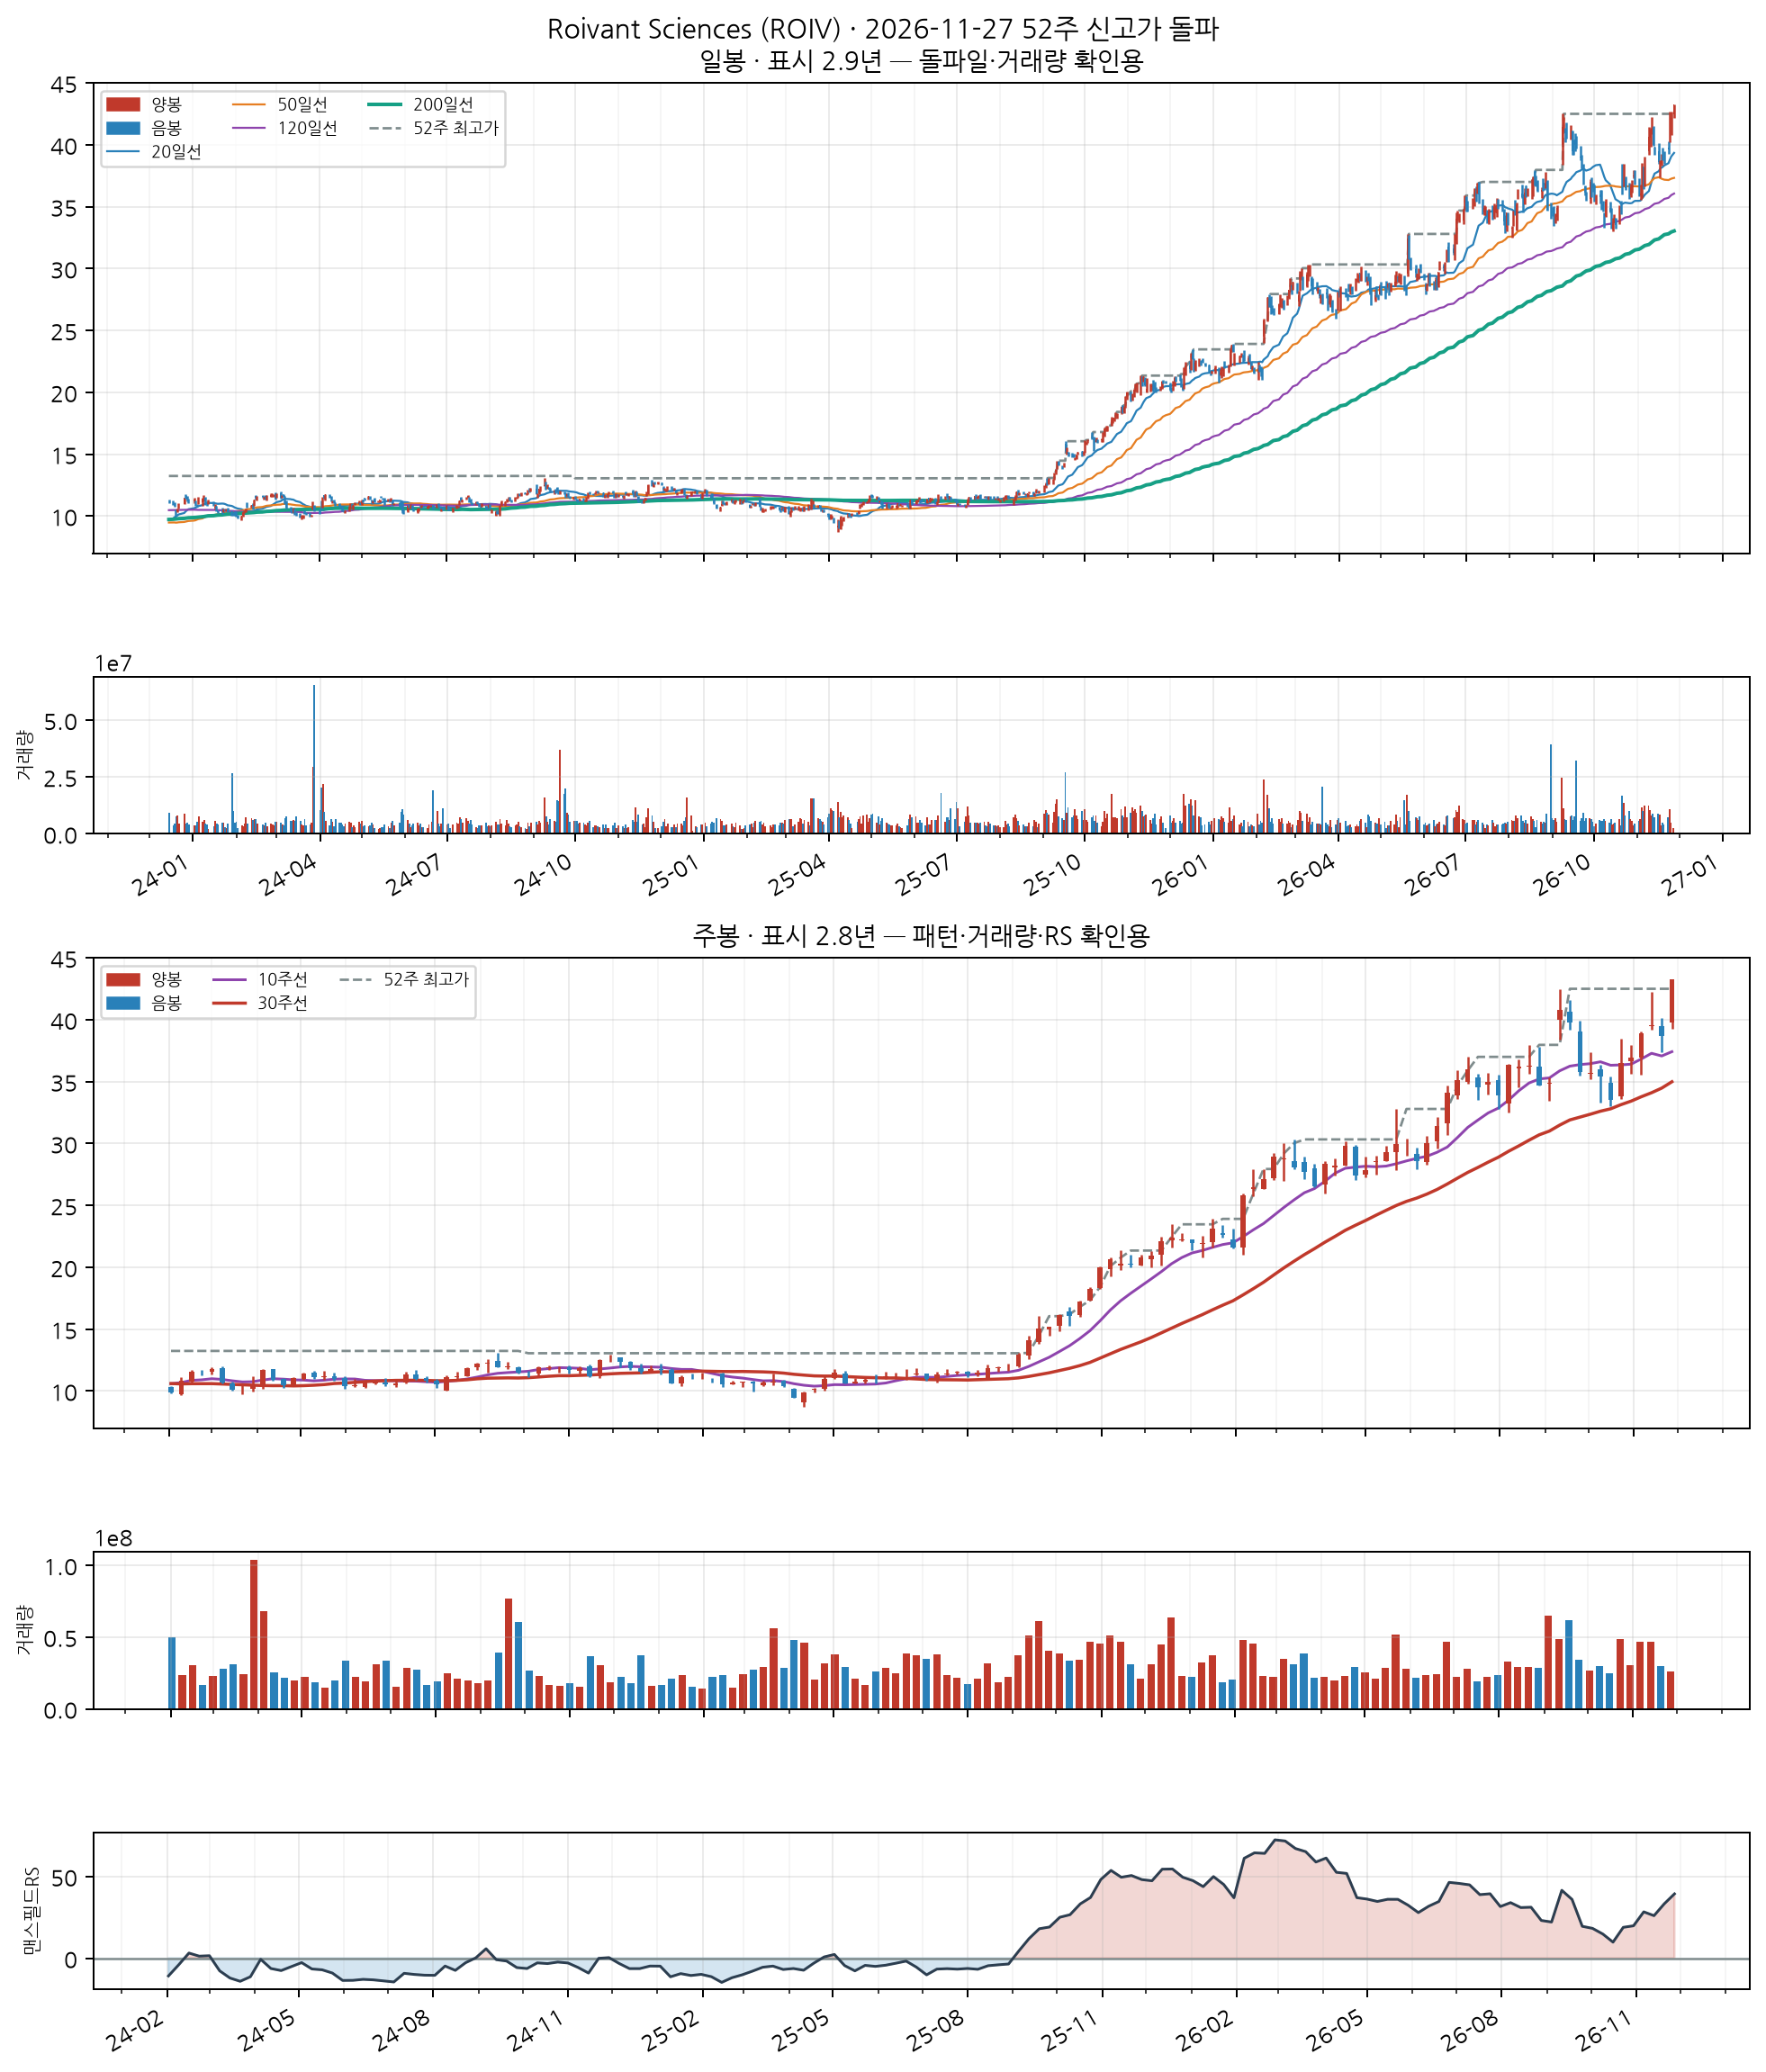 Roivant Sciences (ROIV) · 2026-11-27 52주 신고가 돌파
일봉 · 표시 2.9년 — 돌파일·거래량 확인용
양봉
음봉
20일선
50일선
120일선
200일선
52주 최고가
45
40
35
30
25
20
15
10
1e7
거래량
5.0
2.5
0.0
24-01
24-04
24-07
24-10
25-01
25-04
25-07
25-10
26-01
26-04
26-07
26-10
27-01
주봉 · 표시 2.8년 — 패턴·거래량·RS 확인용
양봉
음봉
10주선
30주선
52주 최고가
45
40
35
30
25
20
15
10
1e8
거래량
1.0
0.5
0.0
맨스필드RS
50
0
24-02
24-05
24-08
24-11
25-02
25-05
25-08
25-11
26-02
26-05
26-08
26-11